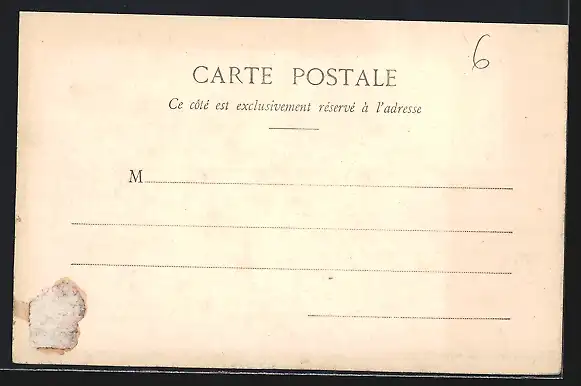 6
CARTE POSTALE
Ce côté est exclusivement réservé à l'adresse
M